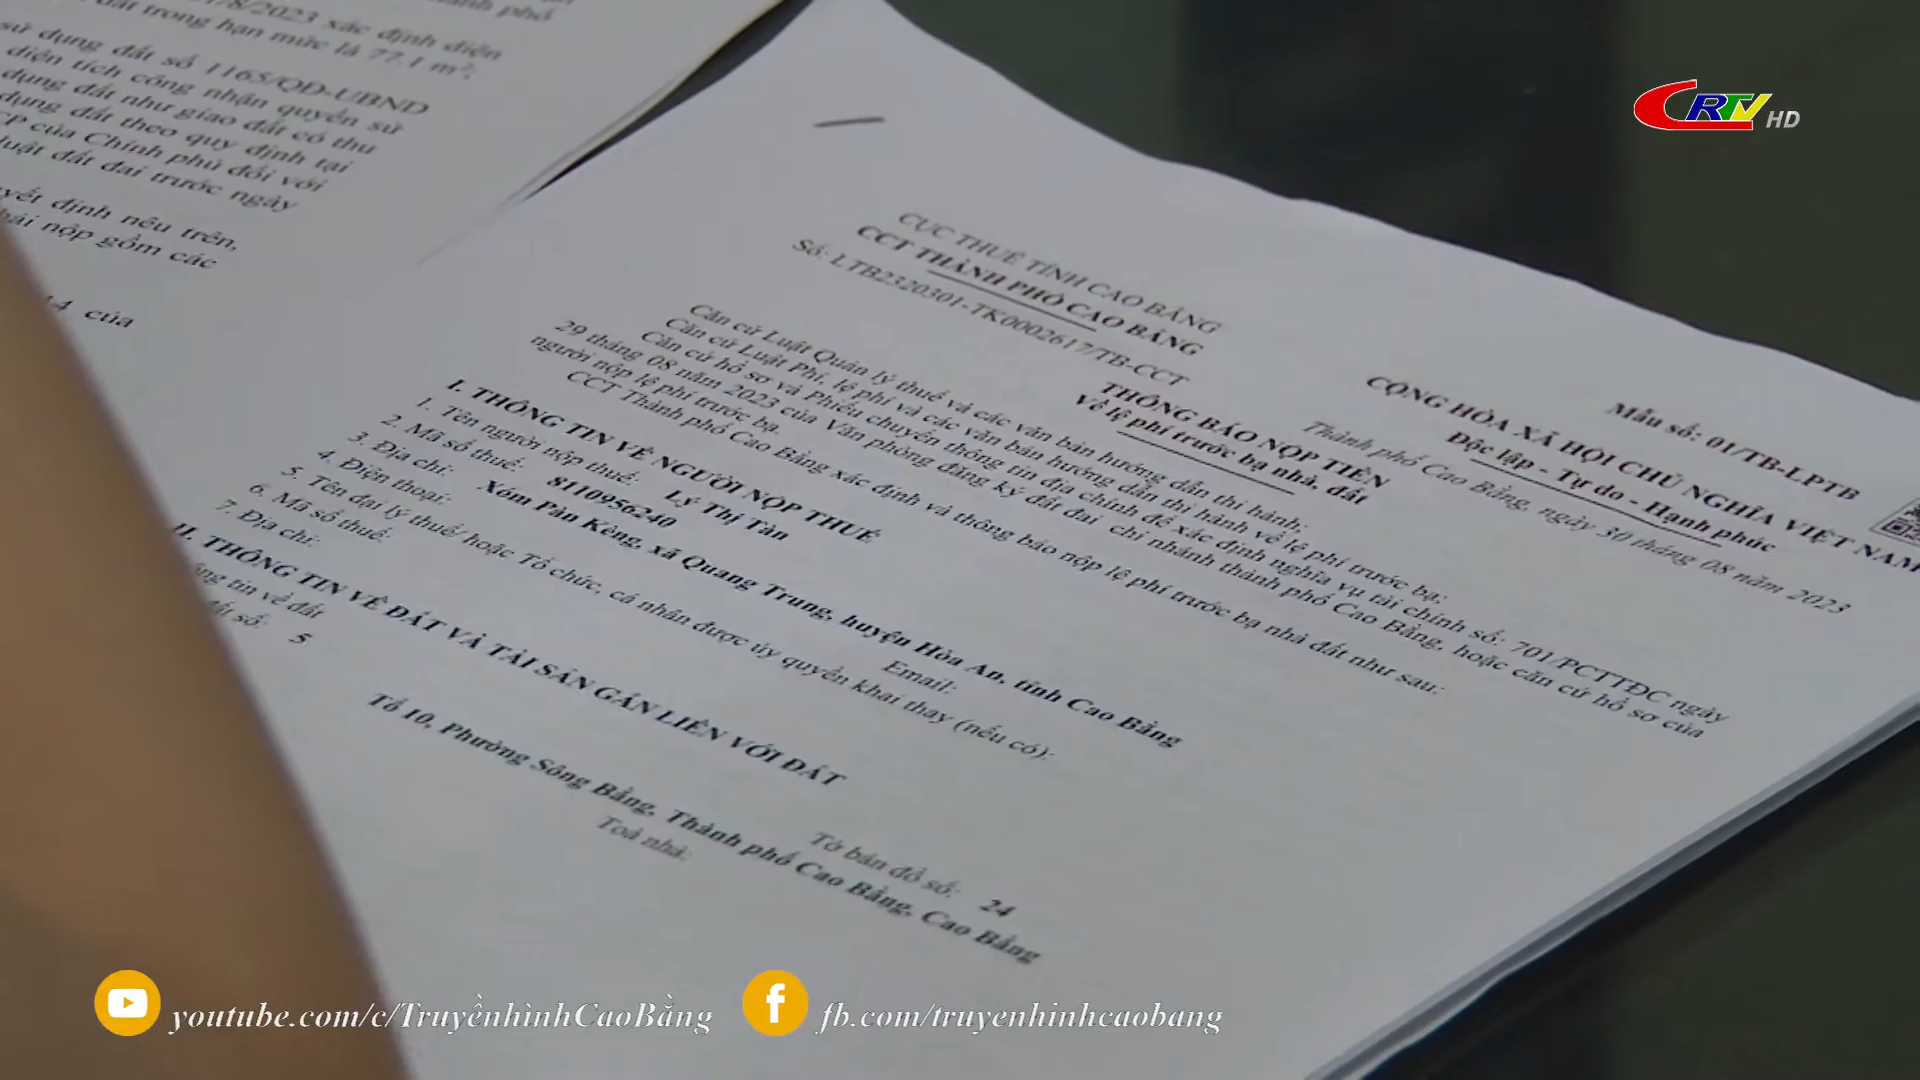 /8/2023 xác định diện
đất trong hạn mức là 77.1 m²;
sử dụng đất số 1165/QĐ-UBND
diện tích công nhận quyền sử
dụng đất như giao đất có thu
dụng đất theo quy định tại
CP của Chính phủ đối với
luật đất đai trước ngày
yết định nêu trên,
hải nộp gồm các
14 của
CỤC THUẾ TỈNH CAO BẰNG
CCT THÀNH PHỐ CAO BẰNG
Số: LTB2320301-TK0002617/TB-CCT
Mẫu số: 01/TB-LPTB
CỘNG HÒA XÃ HỘI CHỦ NGHĨA VIỆT NAM
Độc lập - Tự do - Hạnh phúc
Thành phố Cao Bằng, ngày 30 tháng 08 năm 2023
THÔNG BÁO NỘP TIỀN
Về lệ phí trước bạ nhà, đất
Căn cứ Luật Quản lý thuế và các văn bản hướng dẫn thi hành;
Căn cứ Luật Phí, lệ phí và các văn bản hướng dẫn thi hành về lệ phí trước bạ;
Căn cứ hồ sơ và Phiếu chuyển thông tin địa chính để xác định nghĩa vụ tài chính số: 701/PCTTĐC ngày
29 tháng 08 năm 2023 của Văn phòng đăng ký đất đai chi nhánh thành phố Cao Bằng, hoặc căn cứ hồ sơ của
người nộp lệ phí trước bạ.
CCT Thành phố Cao Bằng xác định và thông báo nộp lệ phí trước bạ nhà đất như sau:
I. THÔNG TIN VỀ NGƯỜI NỘP THUẾ
1. Tên người nộp thuế: Lý Thị Tàn
2. Mã số thuế: 8110956240
3. Địa chỉ: Xóm Pàn Kèng, xã Quang Trung, huyện Hòa An, tỉnh Cao Bằng
4. Điện thoại: Email:
5. Tên đại lý thuế/ hoặc Tổ chức, cá nhân được ủy quyền khai thay (nếu có):
6. Mã số thuế:
7. Địa chỉ:
II. THÔNG TIN VỀ ĐẤT VÀ TÀI SẢN GẮN LIỀN VỚI ĐẤT
ông tin về đất
đất số: 5 Tờ bản đồ số: 24
Tổ 10, Phường Sông Bằng, Thành phố Cao Bằng, Cao Bằng
Toà nhà:
CRTV HD
youtube.com/c/TruyềnhìnhCaoBằng
fb.com/truyenhinhcaobang